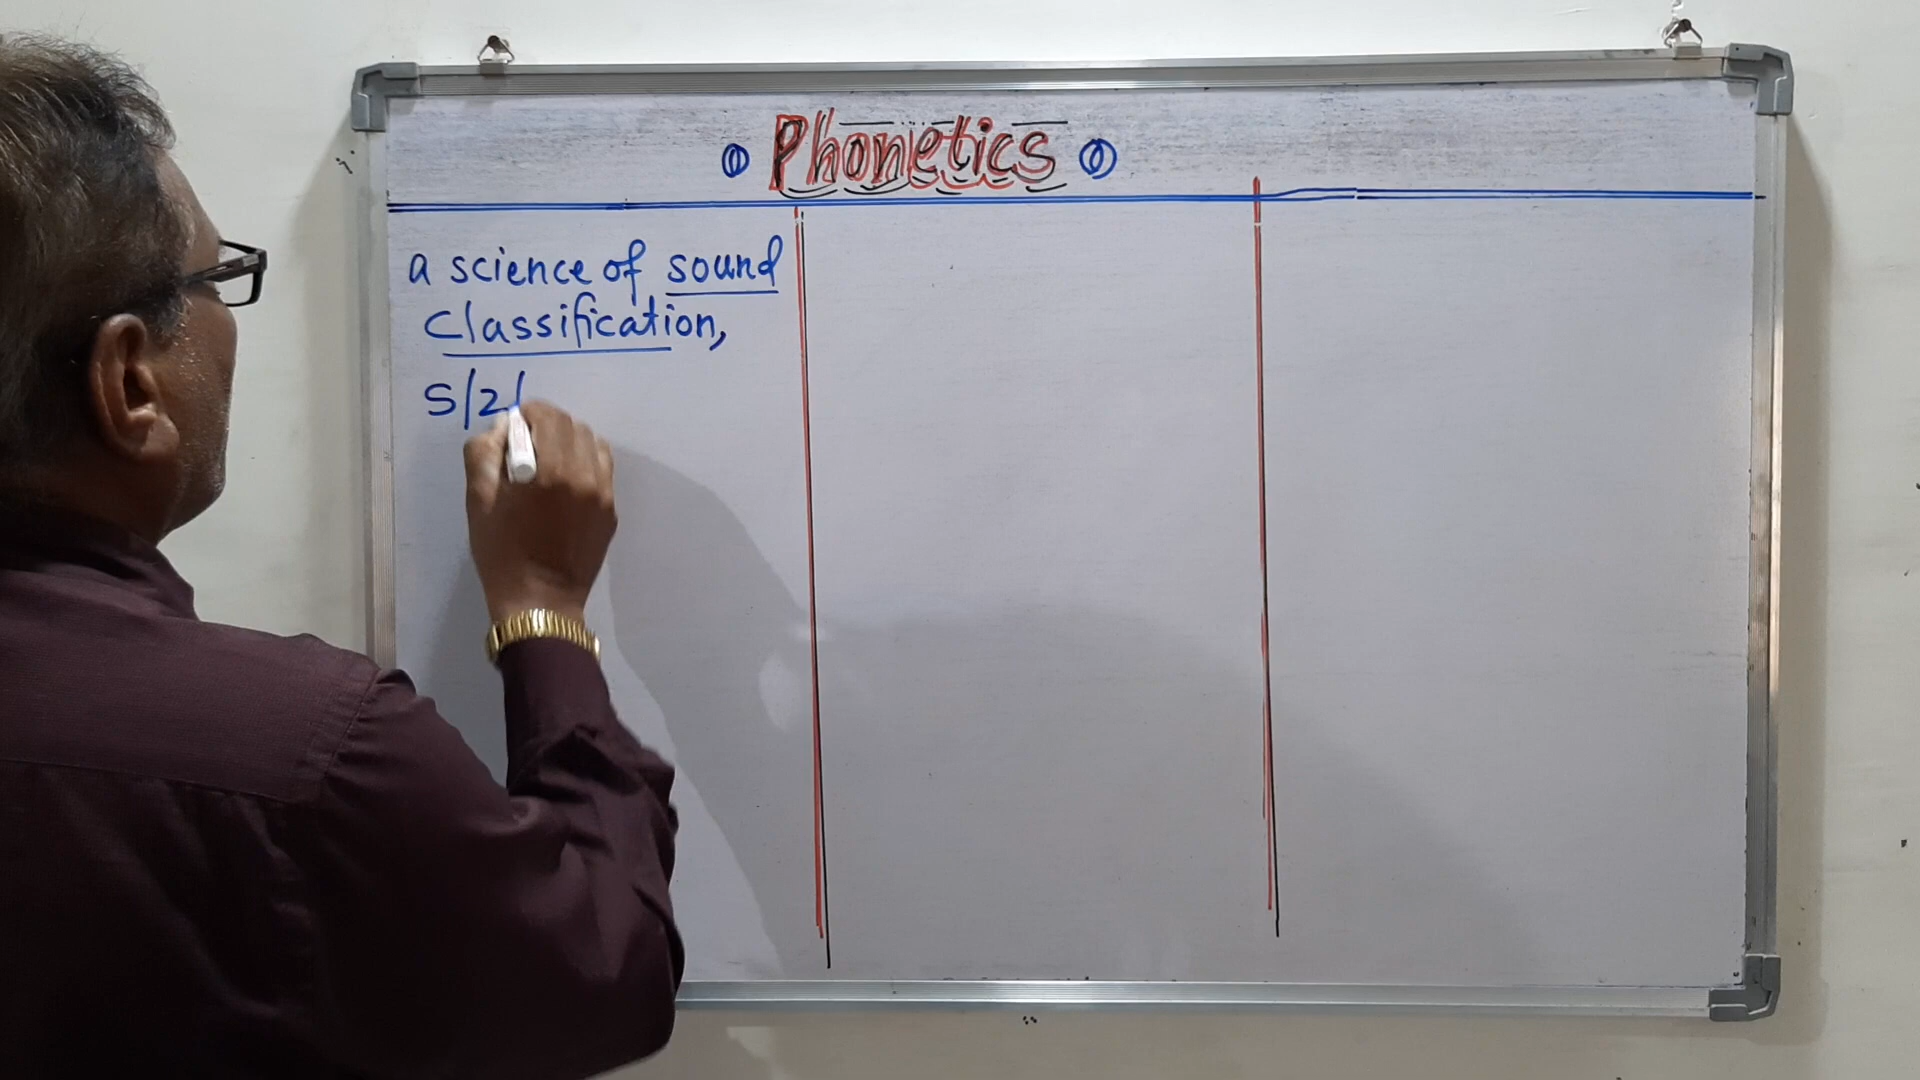 Phonetics
a science of sound
classification,
S/z/